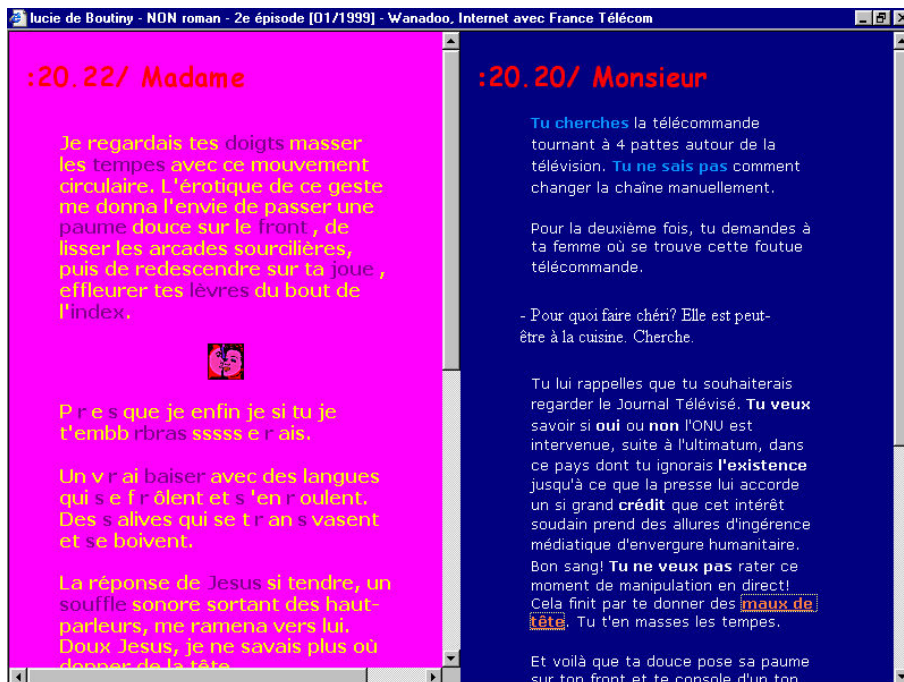 lucie de Boutiny - NON roman - 2e épisode [01/1999] - Wanadoo, Internet avec France Télécom
:20.22/ Madame
Je regardais tes doigts masser
les tempes avec ce mouvement
circulaire. L'érotique de ce geste
me donna l'envie de passer une
paume douce sur le front , de
lisser les arcades sourcilières,
puis de redescendre sur ta joue ,
effleurer tes lèvres du bout de
l'index.
P r e s que je enfin je si tu je
t'embb rbras sssss e r ais.
Un v r ai baiser avec des langues
qui s e f r ôlent et s 'en r oulent.
Des s alives qui se t r an s vasent
et se boivent.
La réponse de Jesus si tendre, un
souffle sonore sortant des haut-
parleurs, me ramena vers lui.
Doux Jesus, je ne savais plus où
donner de la tête.
:20.20/ Monsieur
Tu cherches la télécommande
tournant à 4 pattes autour de la
télévision. Tu ne sais pas comment
changer la chaîne manuellement.
Pour la deuxième fois, tu demandes à
ta femme où se trouve cette foutue
télécommande.
- Pour quoi faire chéri? Elle est peut-
être à la cuisine. Cherche.
Tu lui rappelles que tu souhaiterais
regarder le Journal Télévisé. Tu veux
savoir si oui ou non l'ONU est
intervenue, suite à l'ultimatum, dans
ce pays dont tu ignorais l'existence
jusqu'à ce que la presse lui accorde
un si grand crédit que cet intérêt
soudain prend des allures d'ingérence
médiatique d'envergure humanitaire.
Bon sang! Tu ne veux pas rater ce
moment de manipulation en direct!
Cela finit par te donner des maux de
tête. Tu t'en masses les tempes.
Et voilà que ta douce pose sa paume
sur ton front et te console d'un ton